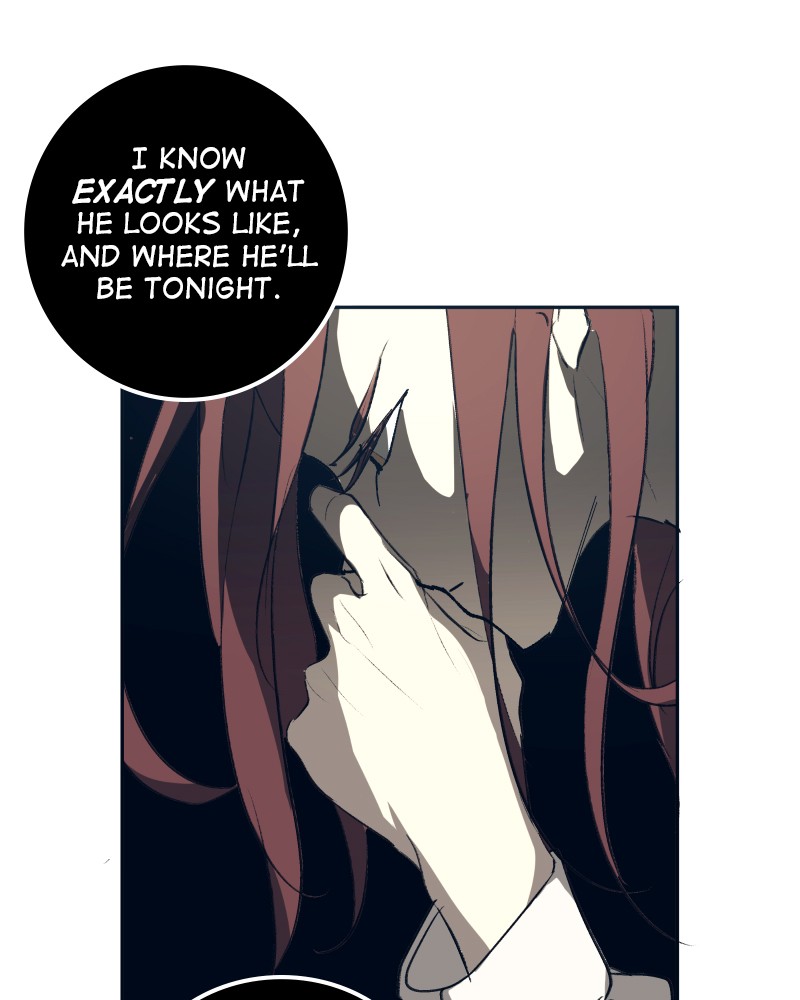 I KNOW
EXACTLY WHAT
HE LOOKS LIKE,
AND WHERE HE'LL
BE TONIGHT.